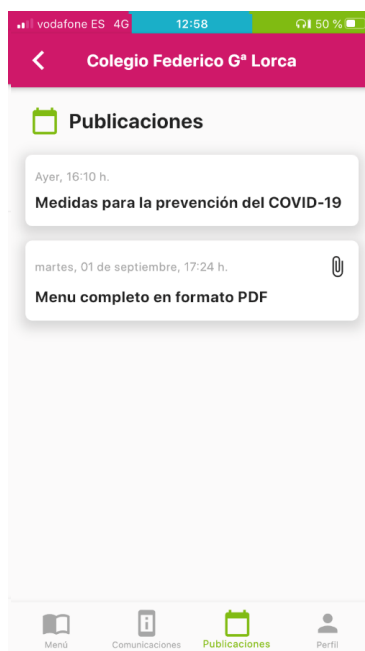 vodafone ES 4G 12:58 50 %
Colegio Federico Gª Lorca
Publicaciones
Ayer, 16:10 h.
Medidas para la prevención del COVID-19
martes, 01 de septiembre, 17:24 h.
Menu completo en formato PDF
Menú Comunicaciones Publicaciones Perfil